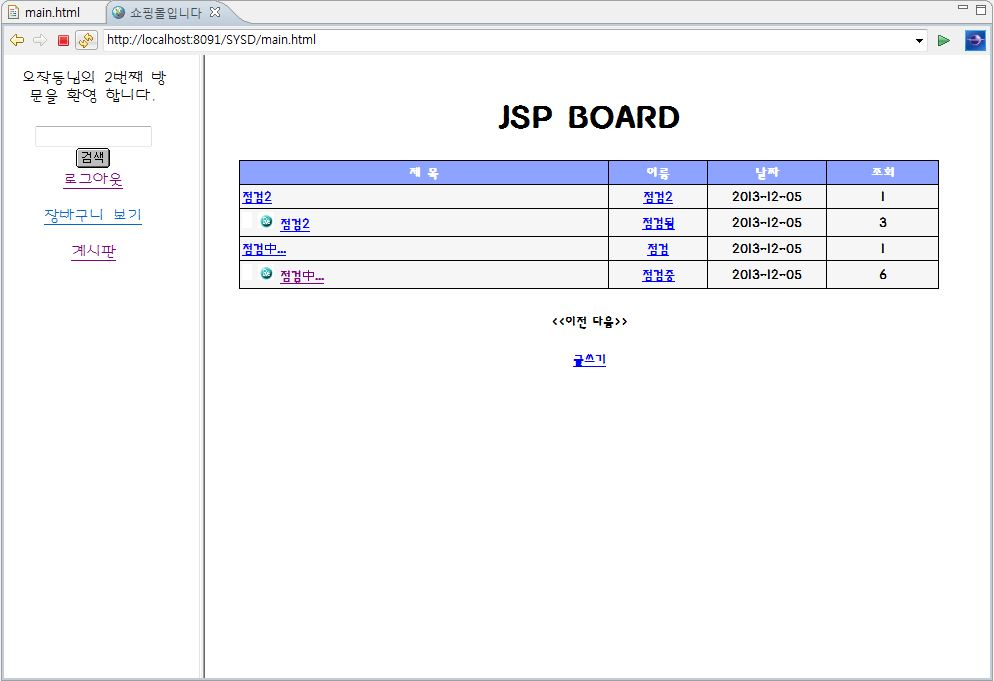 main.html
쇼핑몰입니다
http://localhost:8091/SYSD/main.html
오작동님의 2번째 방
문을 환영 합니다.
검색
로그아웃
장바구니 보기
게시판
JSP BOARD
제 목 이름 날짜 조회
점검2 점검2 2013-12-05 1
점검2 점검됨 2013-12-05 3
점검中... 점검 2013-12-05 1
점검中... 점검중 2013-12-05 6
<<이전 다음>>
글쓰기